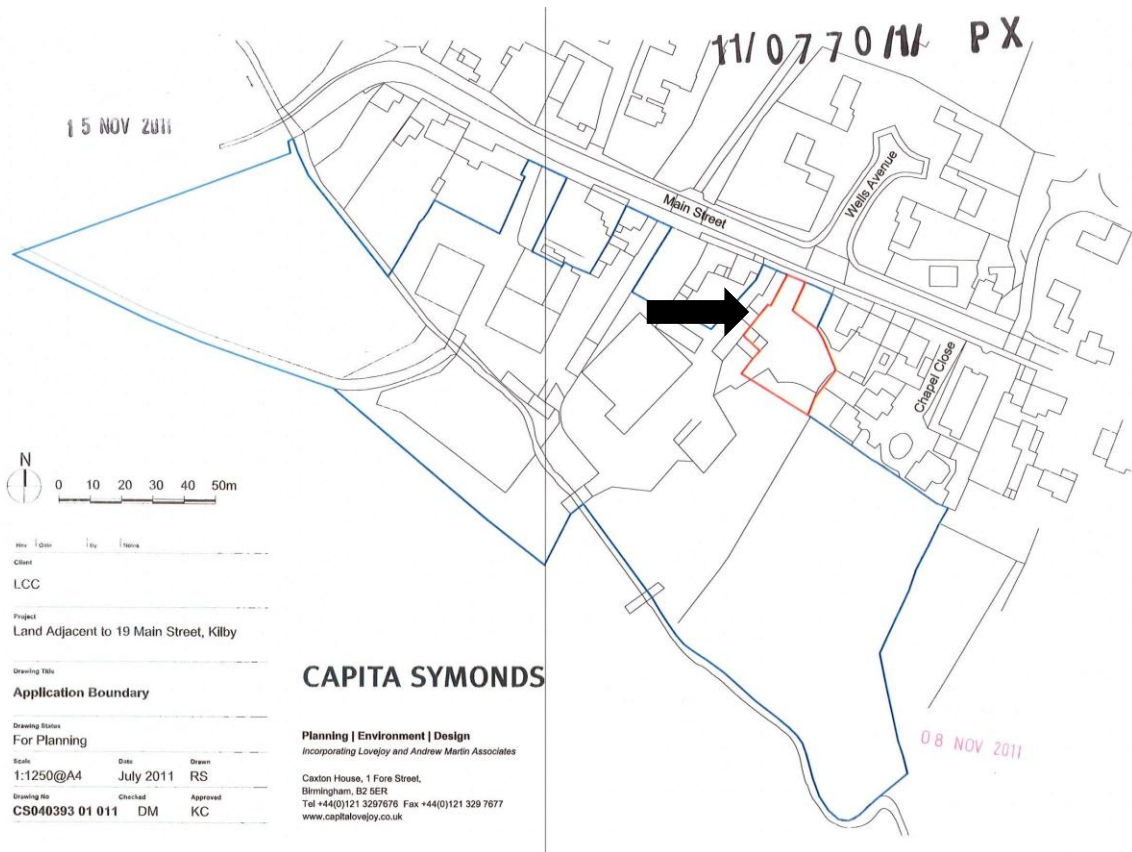 11/0770/1/ PX
15 NOV 2011
Main Street
Wells Avenue
Chapel Close
N
0 10 20 30 40 50m
Rev Date By Notes
Client
LCC
Project
Land Adjacent to 19 Main Street, Kilby
Drawing Title
Application Boundary
Drawing Status
For Planning
Scale Date Drawn
1:1250@A4 July 2011 RS
Drawing No Checked Approved
CS040393 01 011 DM KC
CAPITA SYMONDS
Planning | Environment | Design
Incorporating Lovejoy and Andrew Martin Associates
Caxton House, 1 Fore Street,
Birmingham, B2 5ER
Tel +44(0)121 3297676 Fax +44(0)121 329 7677
www.capitalovejoy.co.uk
08 NOV 2011